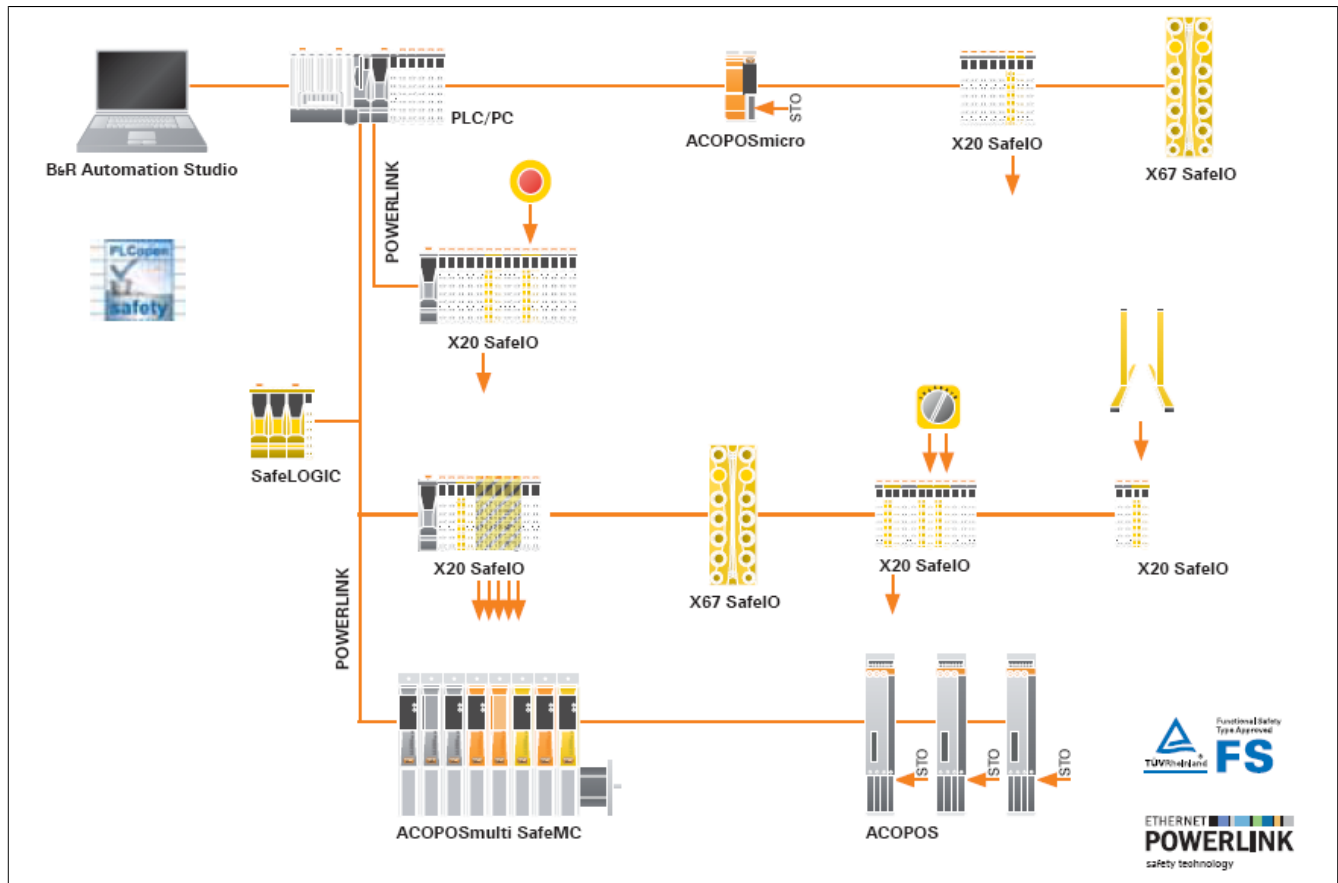 PLC/PC
STO
ACOPOSmicro
X20 SafeIO
X67 SafeIO
B&R Automation Studio
POWERLINK
PLCopen
safety
X20 SafeIO
SafeLOGIC
X20 SafeIO
X67 SafeIO
X20 SafeIO
X20 SafeIO
POWERLINK
STO
STO
STO
ACOPOSmulti SafeMC
ACOPOS
TÜVRheinland
®
Functional Safety
Type Approved
FS
ETHERNET
POWERLINK
safety technology